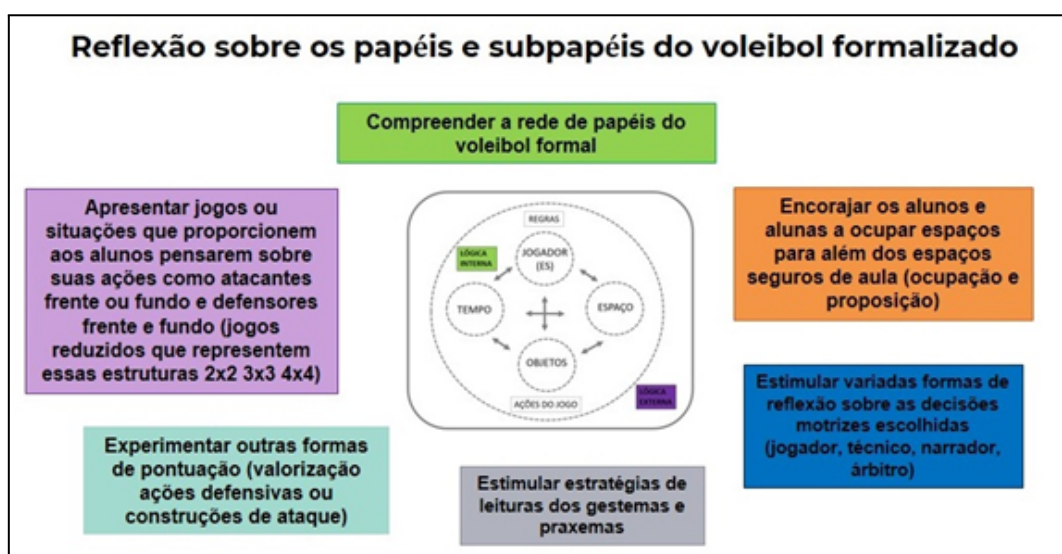 Reflexão sobre os papéis e subpapéis do voleibol formalizado
Compreender a rede de papéis do
voleibol formal
Apresentar jogos ou
situações que proporcionem
aos alunos pensarem sobre
suas ações como atacantes
frente ou fundo e defensores
frente e fundo (jogos
reduzidos que representem
essas estruturas 2x2 3x3 4x4)
REGRAS
LÓGICA
INTERNA
JOGADOR
(ES)
TEMPO
ESPAÇO
OBJETOS
AÇÕES DO JOGO
LÓGICA
EXTERNA
Encorajar os alunos e
alunas a ocupar espaços
para além dos espaços
seguros de aula (ocupação e
proposição)
Estimular variadas formas de
reflexão sobre as decisões
motrizes escolhidas
(jogador, técnico, narrador,
árbitro)
Experimentar outras formas
de pontuação (valorização
ações defensivas ou
construções de ataque)
Estimular estratégias de
leituras dos gestemas e
praxemas